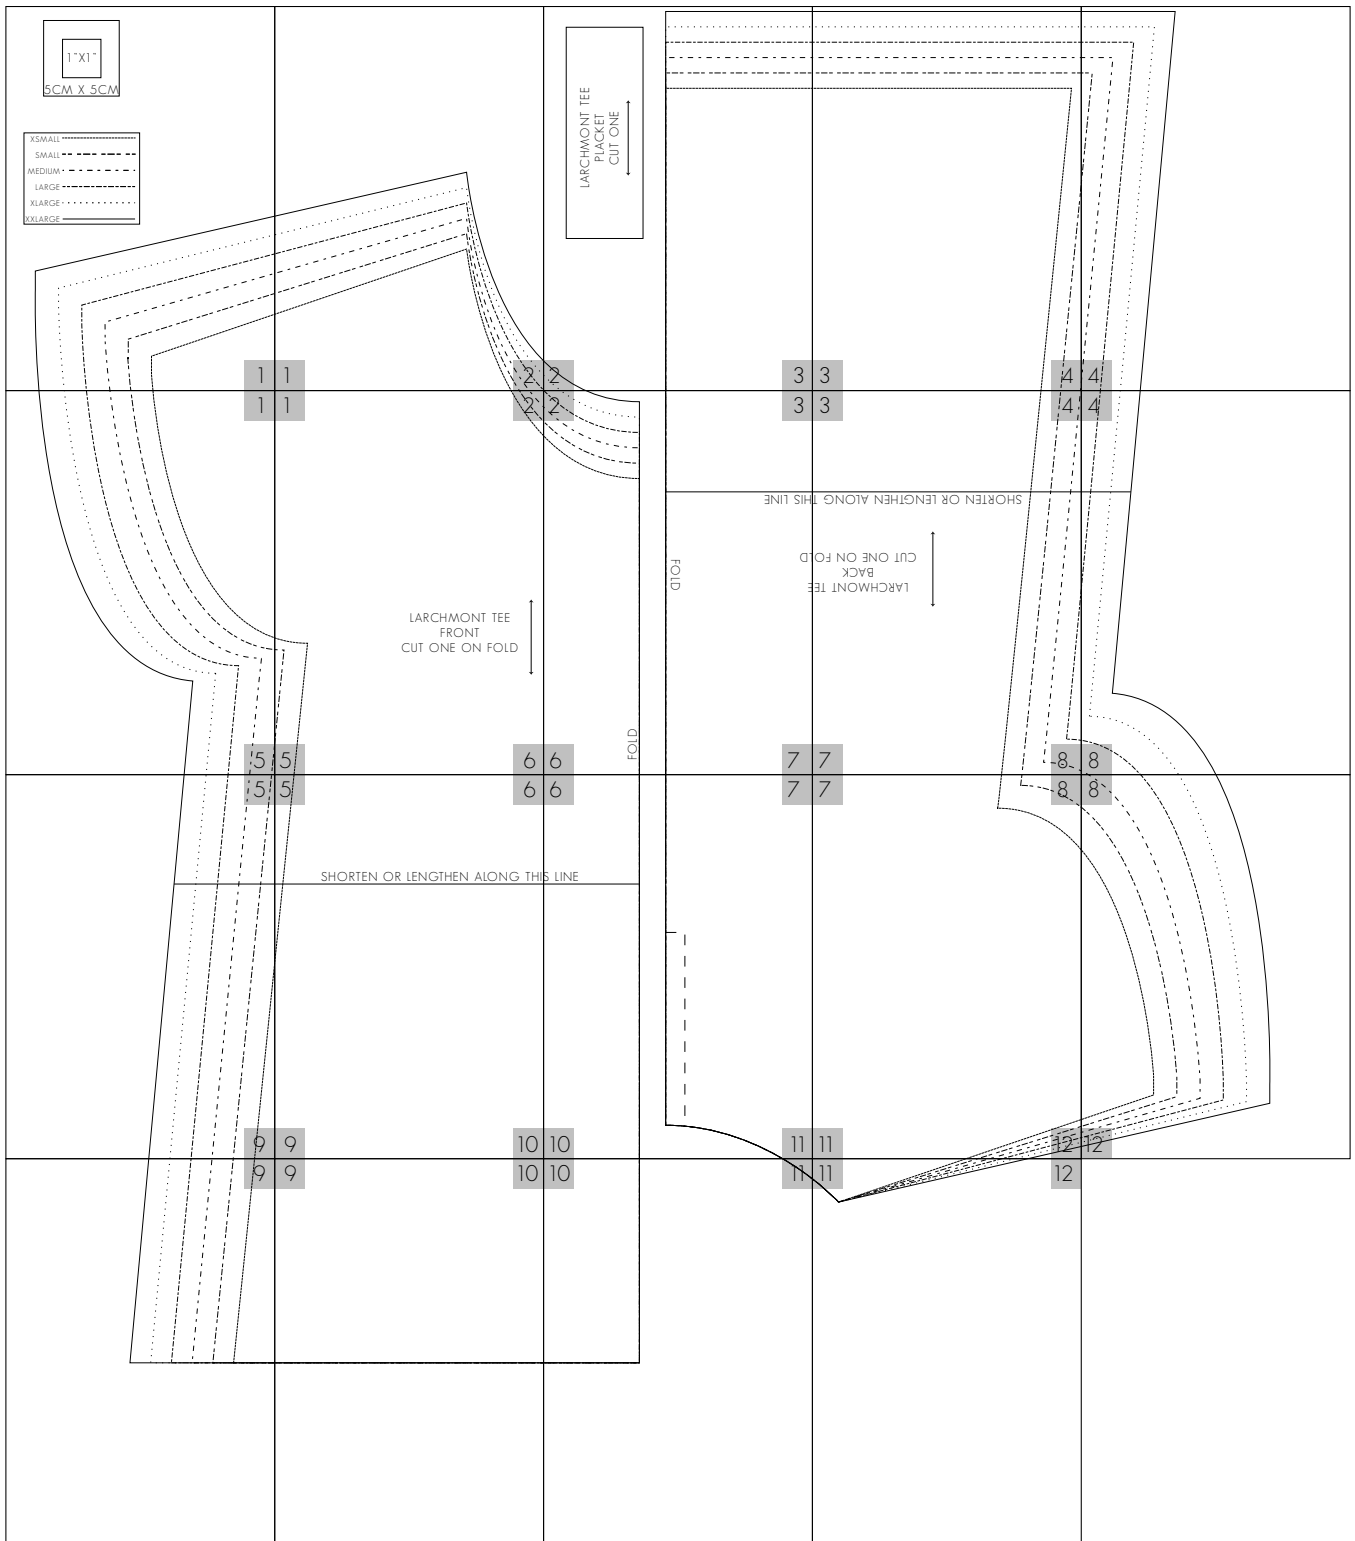 1"X1"
5CM X 5CM
XSMALL
SMALL
MEDIUM
LARGE
XLARGE
XXLARGE
LARCHMONT TEE
PLACKET
CUT ONE
1 1
1 1
2 2
2 2
3 3
3 3
4 4
4 4
SHORTEN OR LENGTHEN ALONG THIS LINE
FOLD
LARCHMONT TEE
BACK
CUT ONE ON FOLD
LARCHMONT TEE
FRONT
CUT ONE ON FOLD
FOLD
5 5
5 5
6 6
6 6
7 7
7 7
8 8
8 8
SHORTEN OR LENGTHEN ALONG THIS LINE
9 9
9 9
10 10
10 10
11 11
11 11
12 12
12